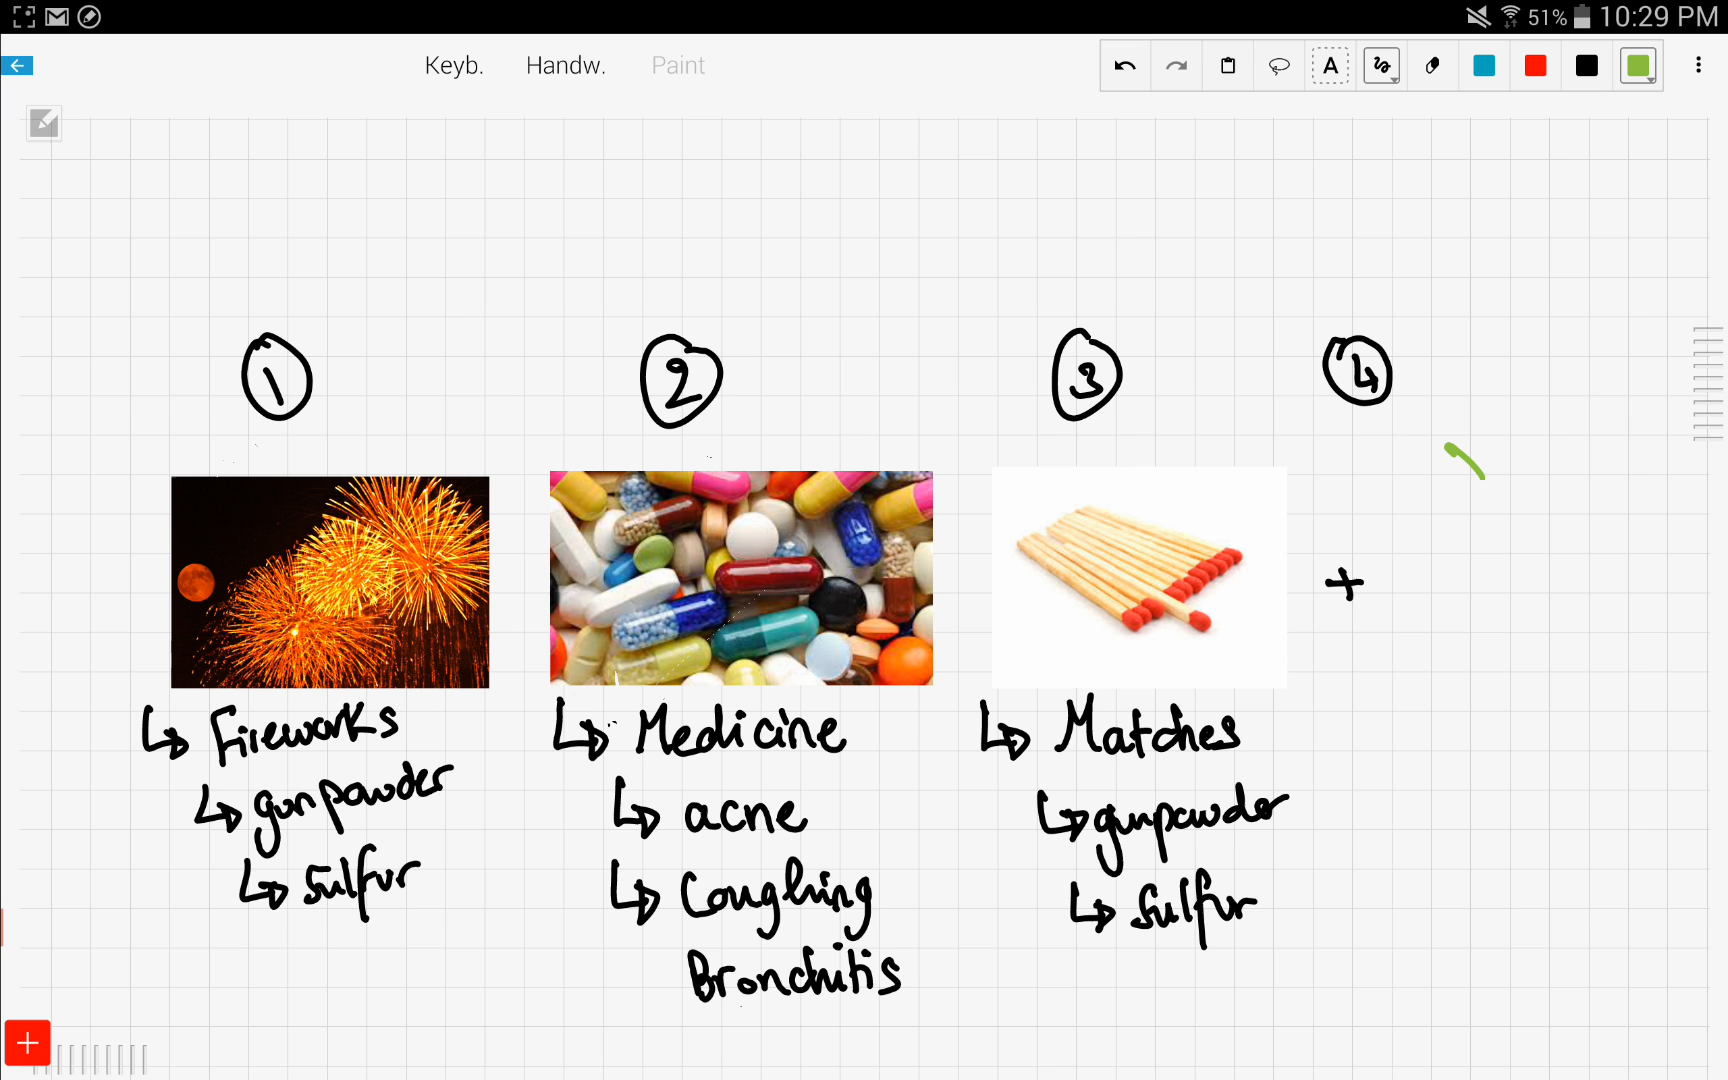 51% 10:29 PM
Keyb. Handw. Paint
A
1 2 3 4
+
↳ Fireworks
↳ gunpowder
↳ sulfur
↳ Medicine
↳ acne
↳ Coughing
Bronchitis
↳ Matches
↳ gunpowder
↳ sulfur